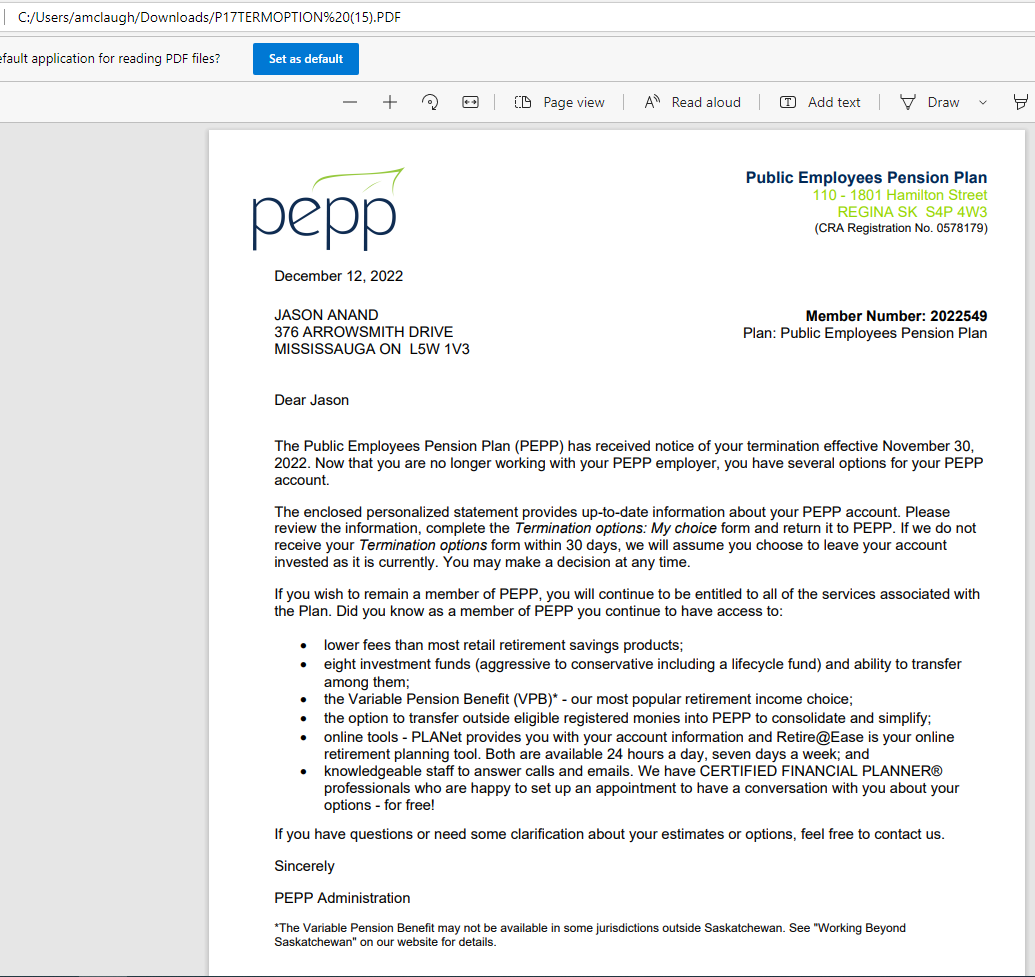 C:/Users/amclaugh/Downloads/P17TERMOPTION%20(15).PDF
efault application for reading PDF files?
Set as default
Page view
Read aloud
Add text
Draw
pepp
Public Employees Pension Plan
110 - 1801 Hamilton Street
REGINA SK S4P 4W3
(CRA Registration No. 0578179)
December 12, 2022
JASON ANAND
376 ARROWSMITH DRIVE
MISSISSAUGA ON L5W 1V3
Member Number: 2022549
Plan: Public Employees Pension Plan
Dear Jason
The Public Employees Pension Plan (PEPP) has received notice of your termination effective November 30,
2022. Now that you are no longer working with your PEPP employer, you have several options for your PEPP
account.
The enclosed personalized statement provides up-to-date information about your PEPP account. Please
review the information, complete the Termination options: My choice form and return it to PEPP. If we do not
receive your Termination options form within 30 days, we will assume you choose to leave your account
invested as it is currently. You may make a decision at any time.
If you wish to remain a member of PEPP, you will continue to be entitled to all of the services associated with
the Plan. Did you know as a member of PEPP you continue to have access to:
• lower fees than most retail retirement savings products;
• eight investment funds (aggressive to conservative including a lifecycle fund) and ability to transfer
among them;
• the Variable Pension Benefit (VPB)* - our most popular retirement income choice;
• the option to transfer outside eligible registered monies into PEPP to consolidate and simplify;
• online tools - PLANet provides you with your account information and Retire@Ease is your online
retirement planning tool. Both are available 24 hours a day, seven days a week; and
• knowledgeable staff to answer calls and emails. We have CERTIFIED FINANCIAL PLANNER®
professionals who are happy to set up an appointment to have a conversation with you about your
options - for free!
If you have questions or need some clarification about your estimates or options, feel free to contact us.
Sincerely
PEPP Administration
*The Variable Pension Benefit may not be available in some jurisdictions outside Saskatchewan. See "Working Beyond
Saskatchewan" on our website for details.